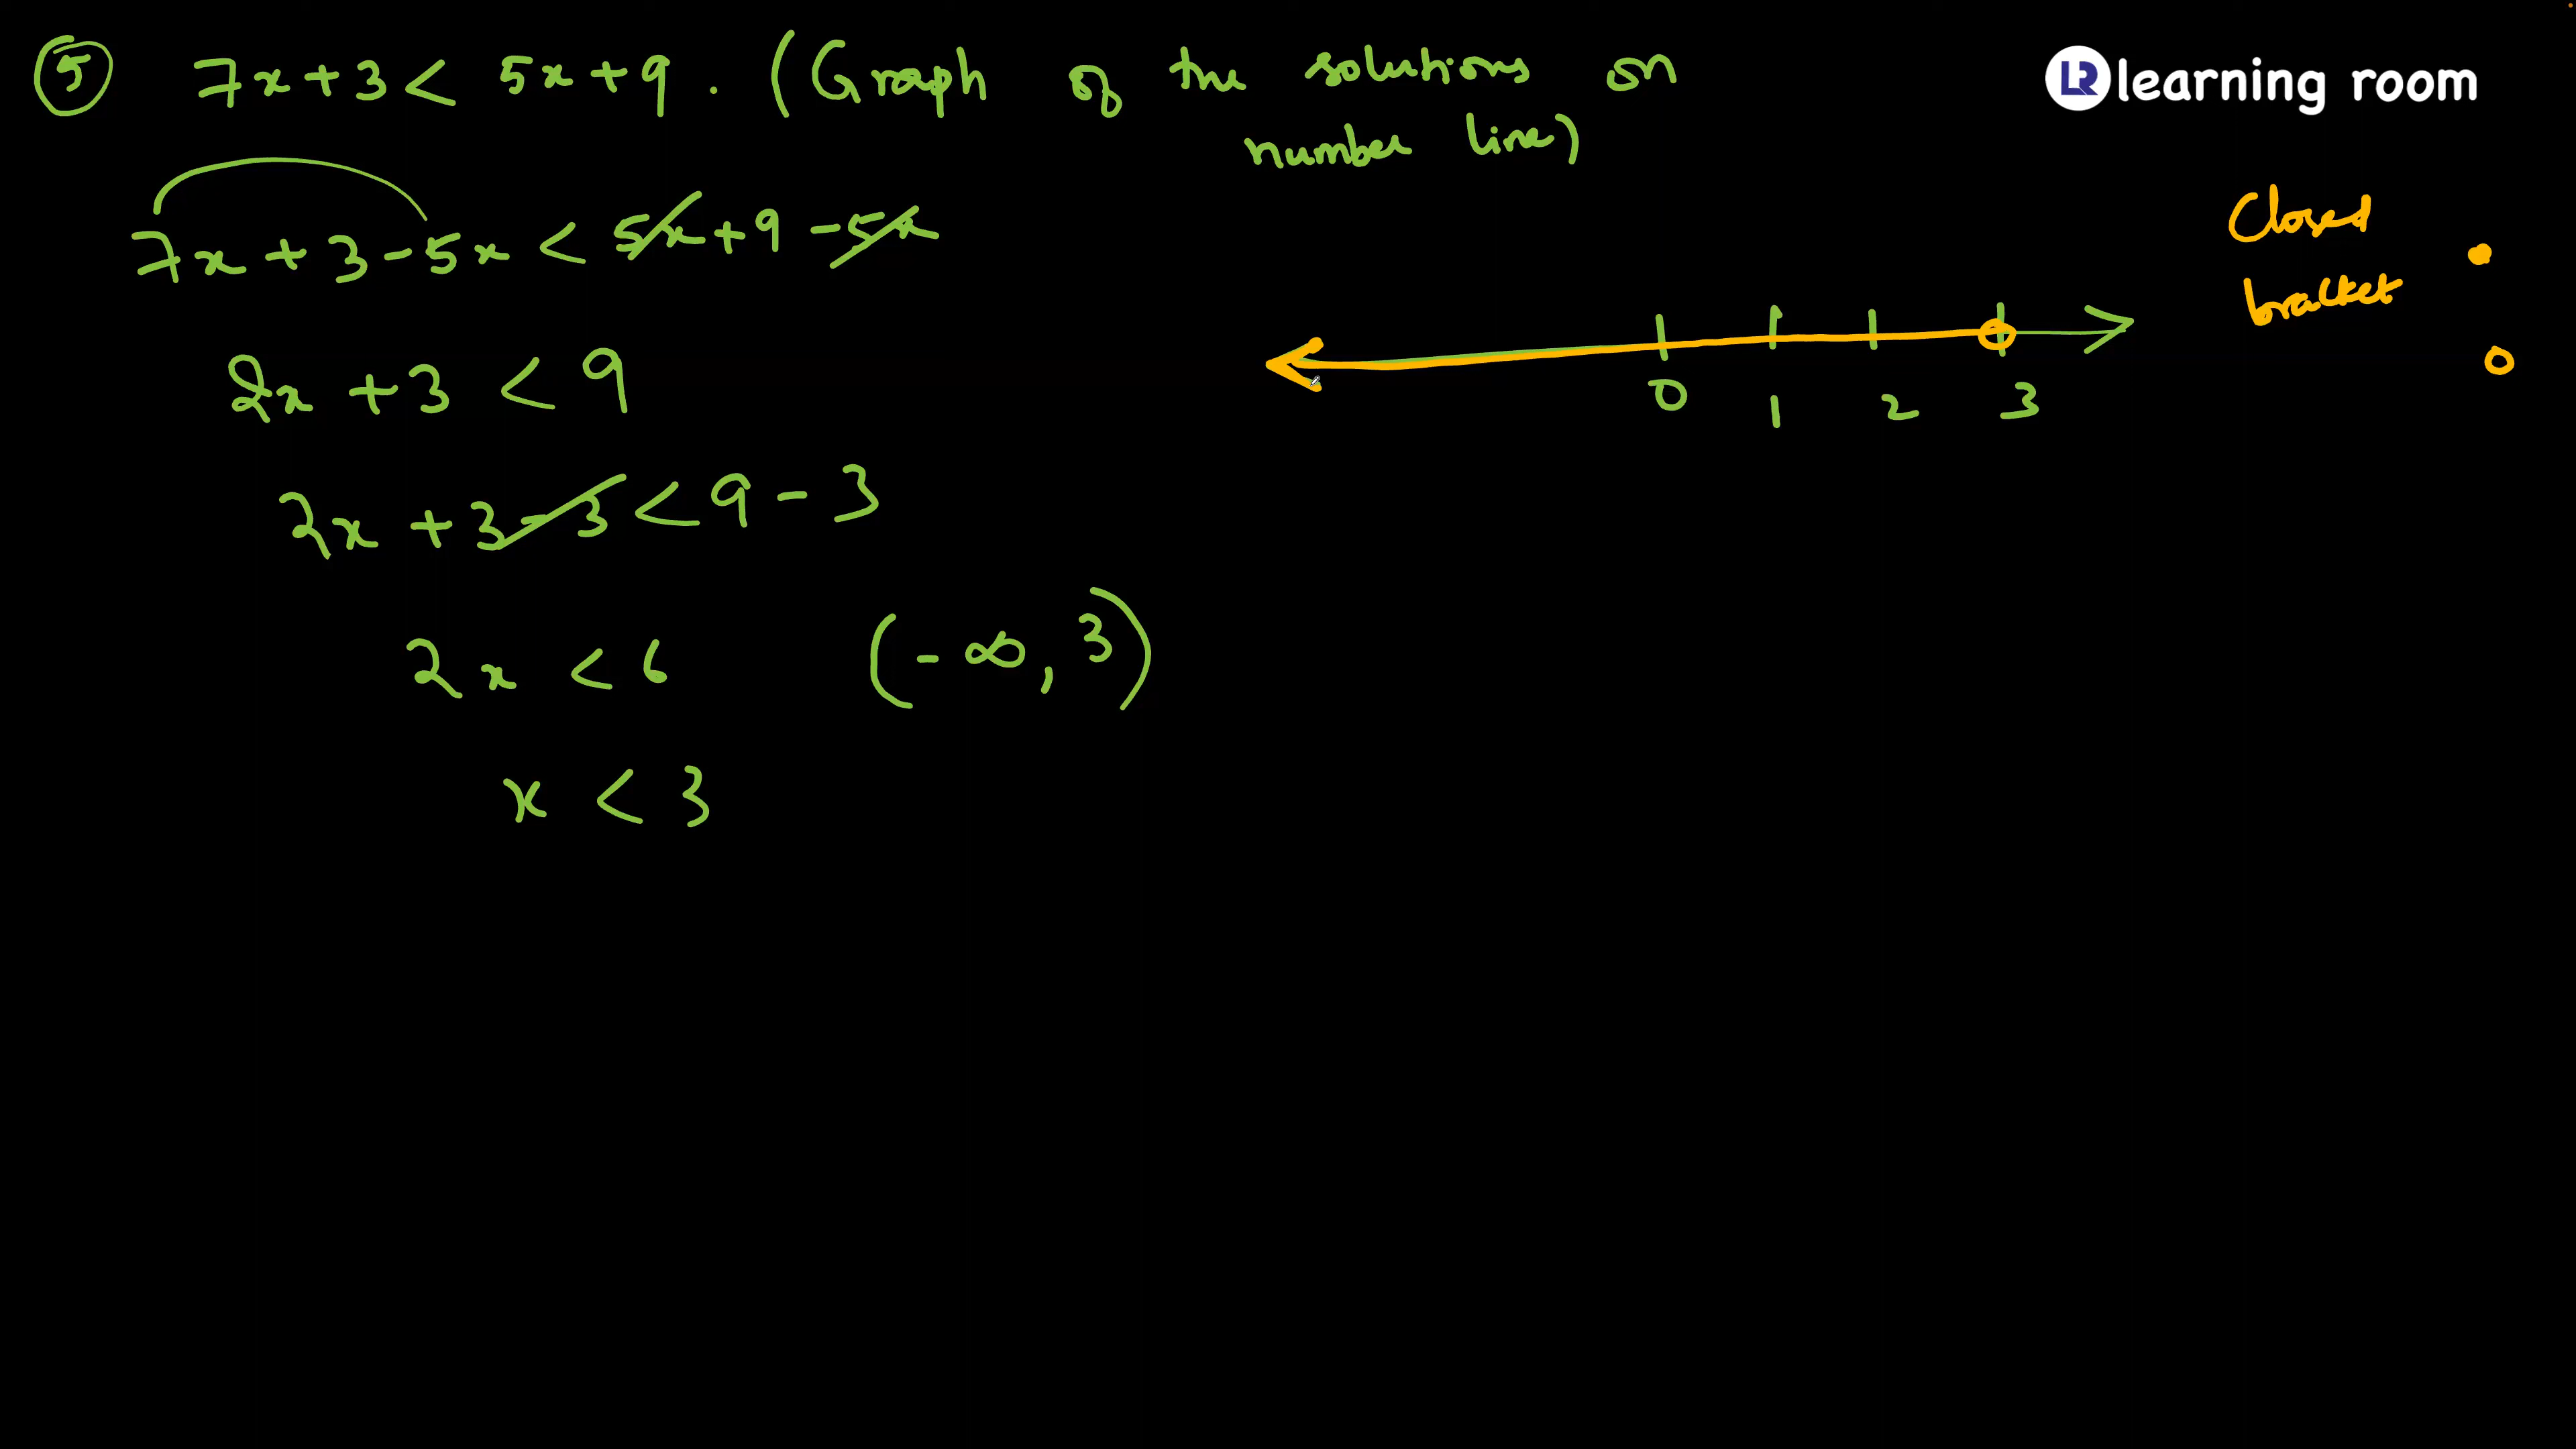 5 7x+3 < 5x+9 . (Graph of the solutions on
number line)
LR learning room
7x + 3 - 5x < 5x + 9 - 5x
2x + 3 < 9
2x + 3 - 3 < 9 - 3
2x < 6 (-∞, 3)
x < 3
0 1 2 3
Closed
bracket